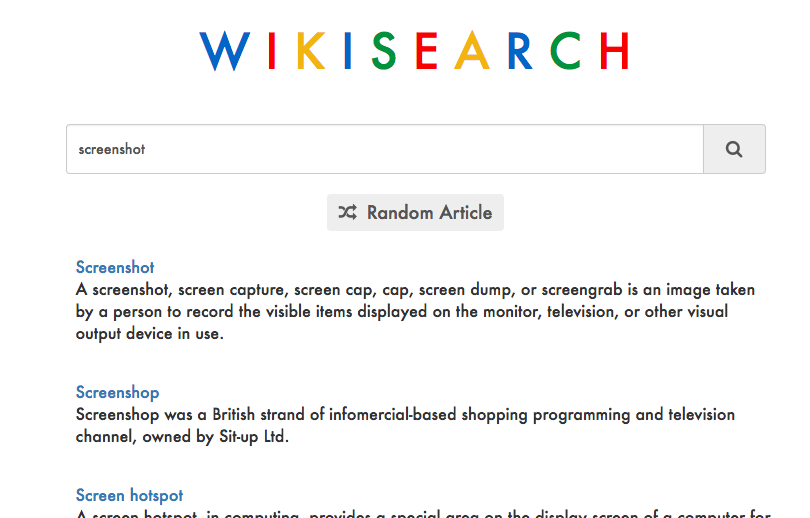 WIKISEARCH
screenshot
Random Article
Screenshot
A screenshot, screen capture, screen cap, cap, screen dump, or screengrab is an image taken
by a person to record the visible items displayed on the monitor, television, or other visual
output device in use.
Screenshop
Screenshop was a British strand of infomercial-based shopping programming and television
channel, owned by Sit-up Ltd.
Screen hotspot
A screen hotspot, in computing, provides a special area on the display screen of a computer for